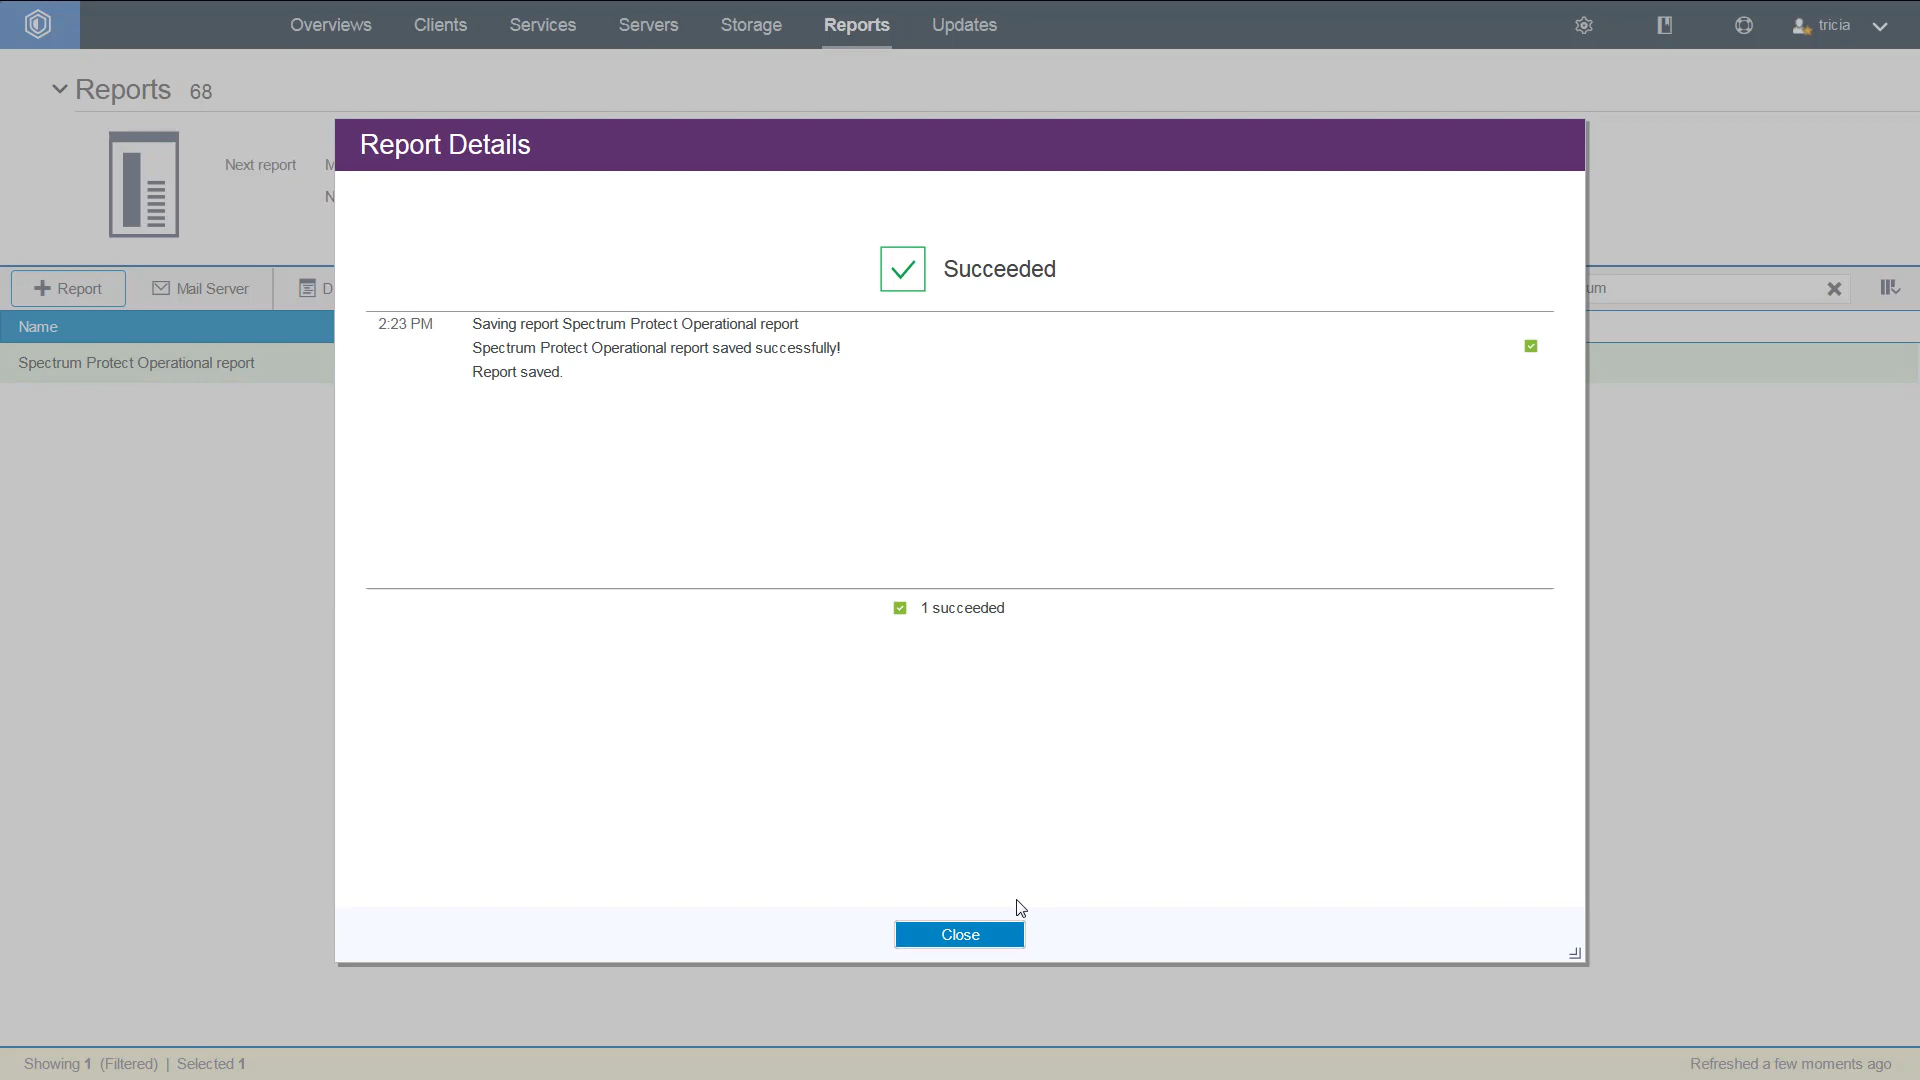 Overviews Clients Services Servers Storage Reports Updates tricia
Reports 68
Report Details
Next report
Succeeded
Report Mail Server
um
2:23 PM Saving report Spectrum Protect Operational report
Name
Spectrum Protect Operational report saved successfully!
Spectrum Protect Operational report
Report saved.
1 succeeded
Close
Showing 1 (Filtered) | Selected 1 Refreshed a few moments ago